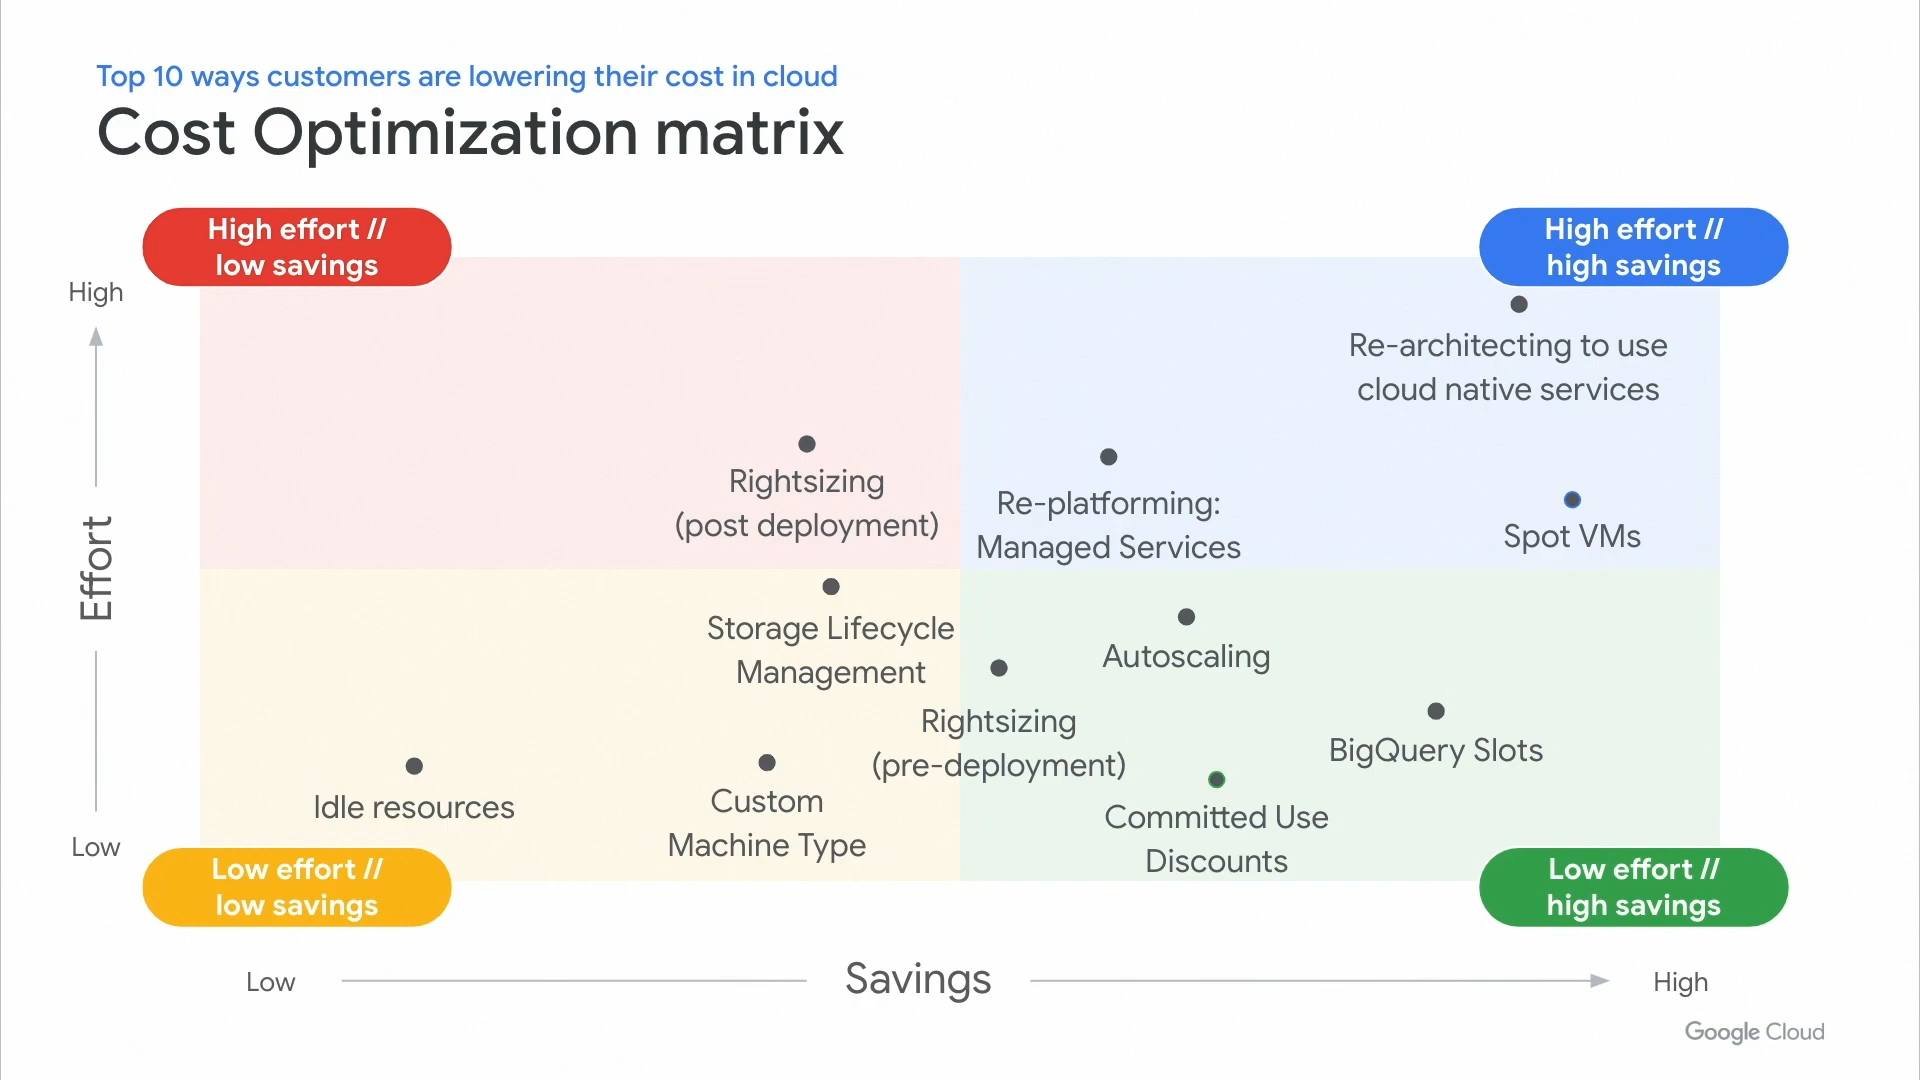 Top 10 ways customers are lowering their cost in cloud
Cost Optimization matrix
High effort //
low savings
High effort //
high savings
High
Re-architecting to use
cloud native services
Rightsizing
(post deployment)
Re-platforming:
Managed Services
Spot VMs
Effort
Storage Lifecycle
Management
Autoscaling
Rightsizing
(pre-deployment)
BigQuery Slots
Idle resources
Custom
Machine Type
Committed Use
Discounts
Low
Low effort //
low savings
Low effort //
high savings
Low
Savings
High
Google Cloud